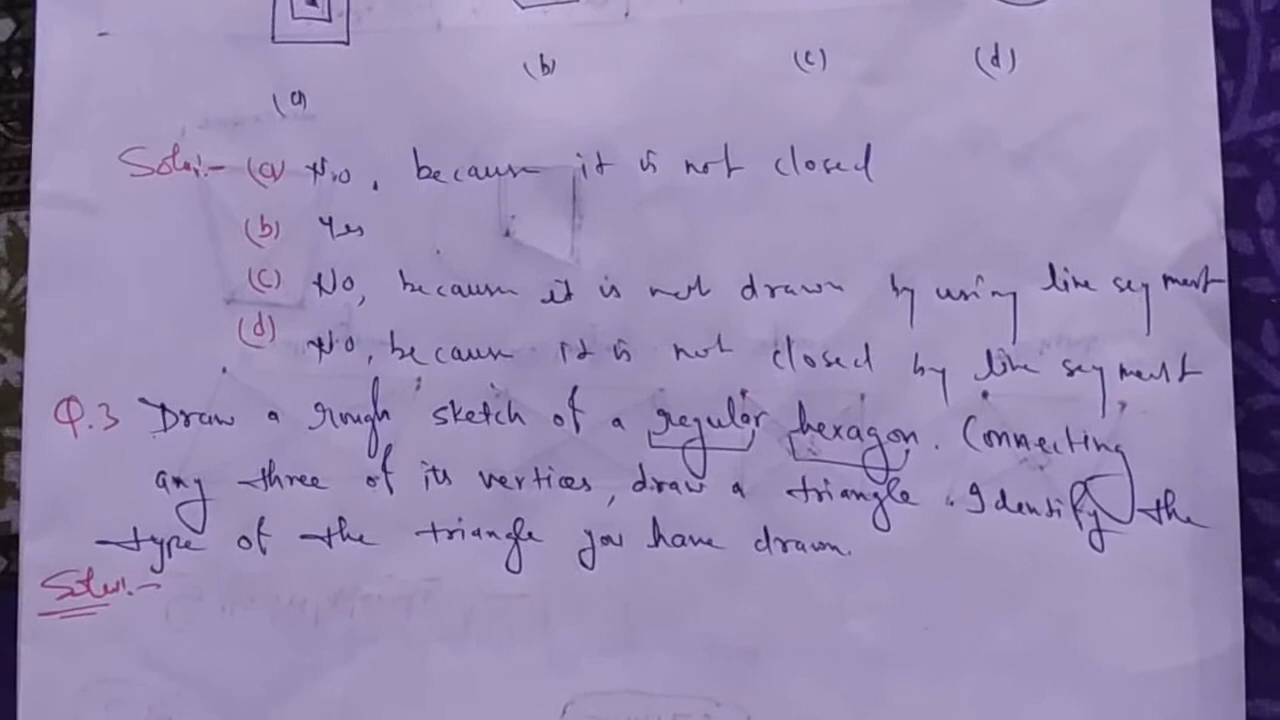 (b) (c) (d)
(a)
Soln:- (a) No, because it is not closed
(b) Yes
(c) No, because it is not drawn by using line segment
(d) No, because it is not closed by line segment
Q.3 Draw a rough sketch of a regular hexagon. Connecting
any three of its vertices, draw a triangle. Identify the
type of the triangle you have drawn.
Soln:-